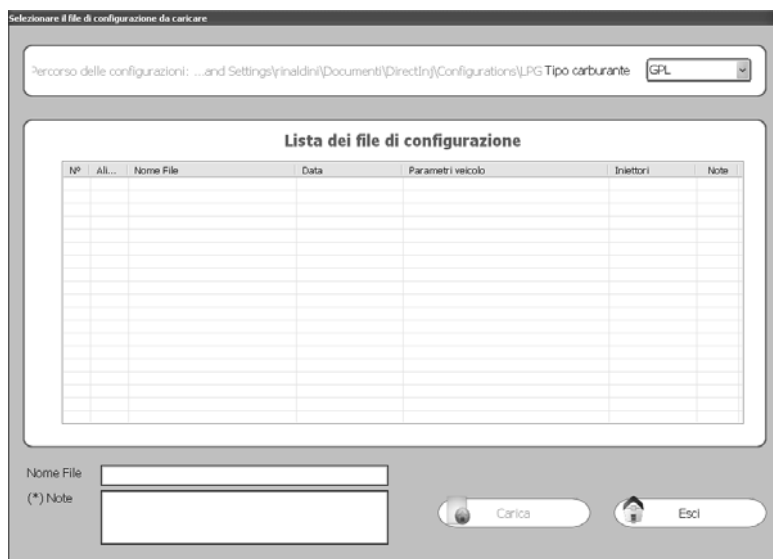 Selezionare il file di configurazione da caricare
Percorso delle configurazioni: ...and Settings\rinaldini\Documenti\DirectInj\Configurations\LPG Tipo carburante GPL
Lista dei file di configurazione
Nº Ali... Nome File Data Parametri veicolo Iniettori Note
Nome File
(*) Note
Carica Esci